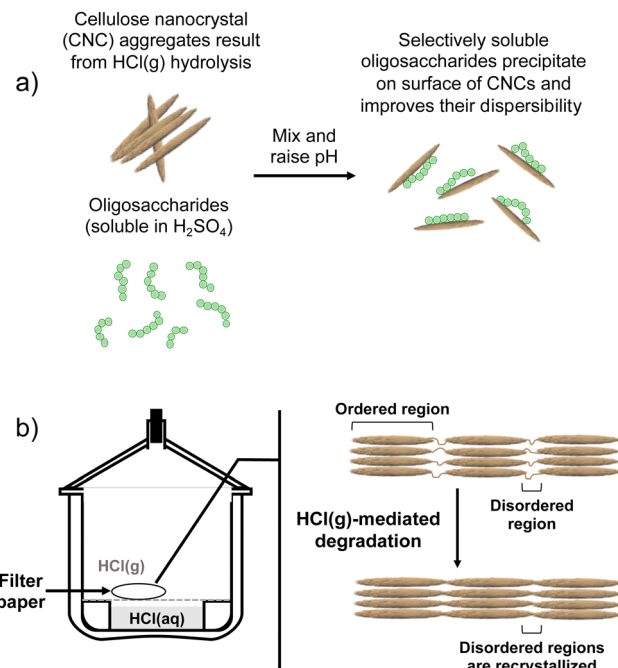 Cellulose nanocrystal
(CNC) aggregates result
from HCl(g) hydrolysis
Selectively soluble
oligosaccharides precipitate
on surface of CNCs and
improves their dispersibility
a)
Mix and
raise pH
Oligosaccharides
(soluble in H₂SO₄)
b)
Ordered region
Disordered
region
HCl(g)-mediated
degradation
HCl(g)
Filter
paper
HCl(aq)
Disordered regions
are recrystallized